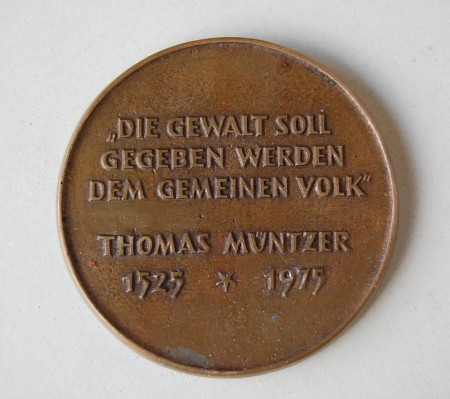 „DIE GEWALT SOLL
GEGEBEN WERDEN
DEM GEMEINEN VOLK"
THOMAS MÜNTZER
1525 * 1975